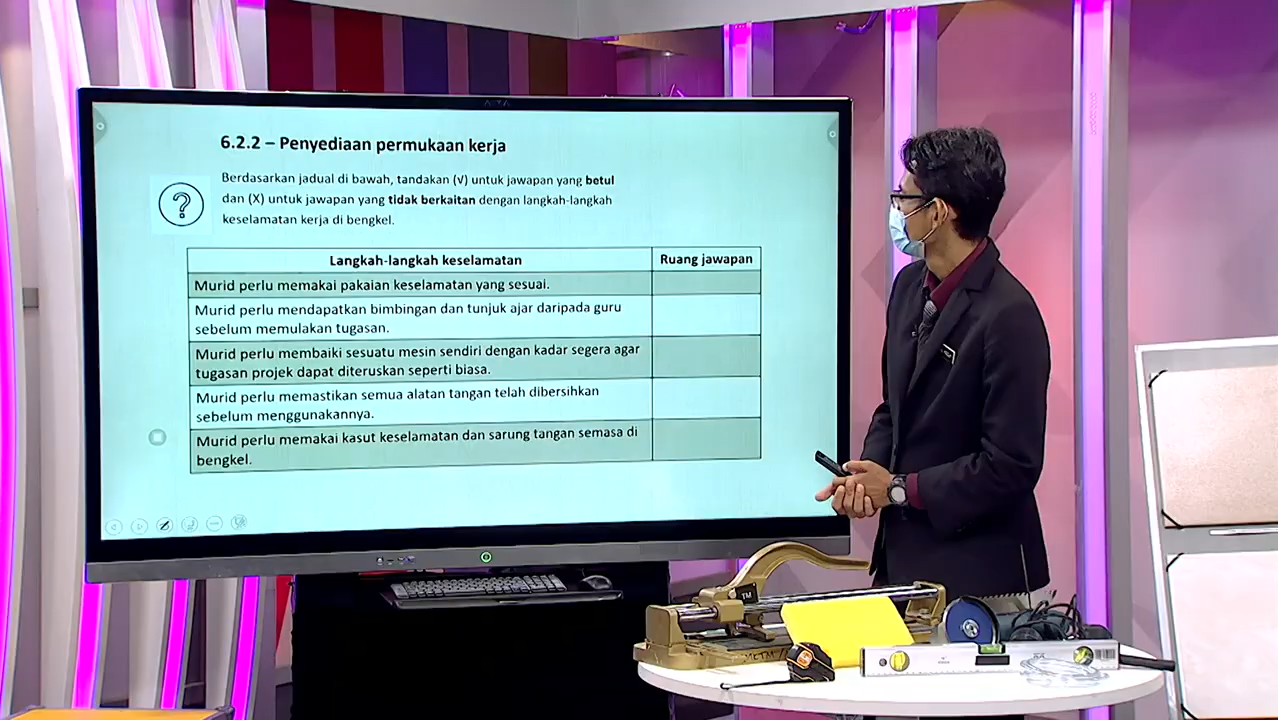 6.2.2 – Penyediaan permukaan kerja
Berdasarkan jadual di bawah, tandakan (√) untuk jawapan yang betul
dan (X) untuk jawapan yang tidak berkaitan dengan langkah-langkah
keselamatan kerja di bengkel.
Langkah-langkah keselamatan Ruang jawapan
Murid perlu memakai pakaian keselamatan yang sesuai.
Murid perlu mendapatkan bimbingan dan tunjuk ajar daripada guru
sebelum memulakan tugasan.
Murid perlu membaiki sesuatu mesin sendiri dengan kadar segera agar
tugasan projek dapat diteruskan seperti biasa.
Murid perlu memastikan semua alatan tangan telah dibersihkan
sebelum menggunakannya.
Murid perlu memakai kasut keselamatan dan sarung tangan semasa di
bengkel.
TM